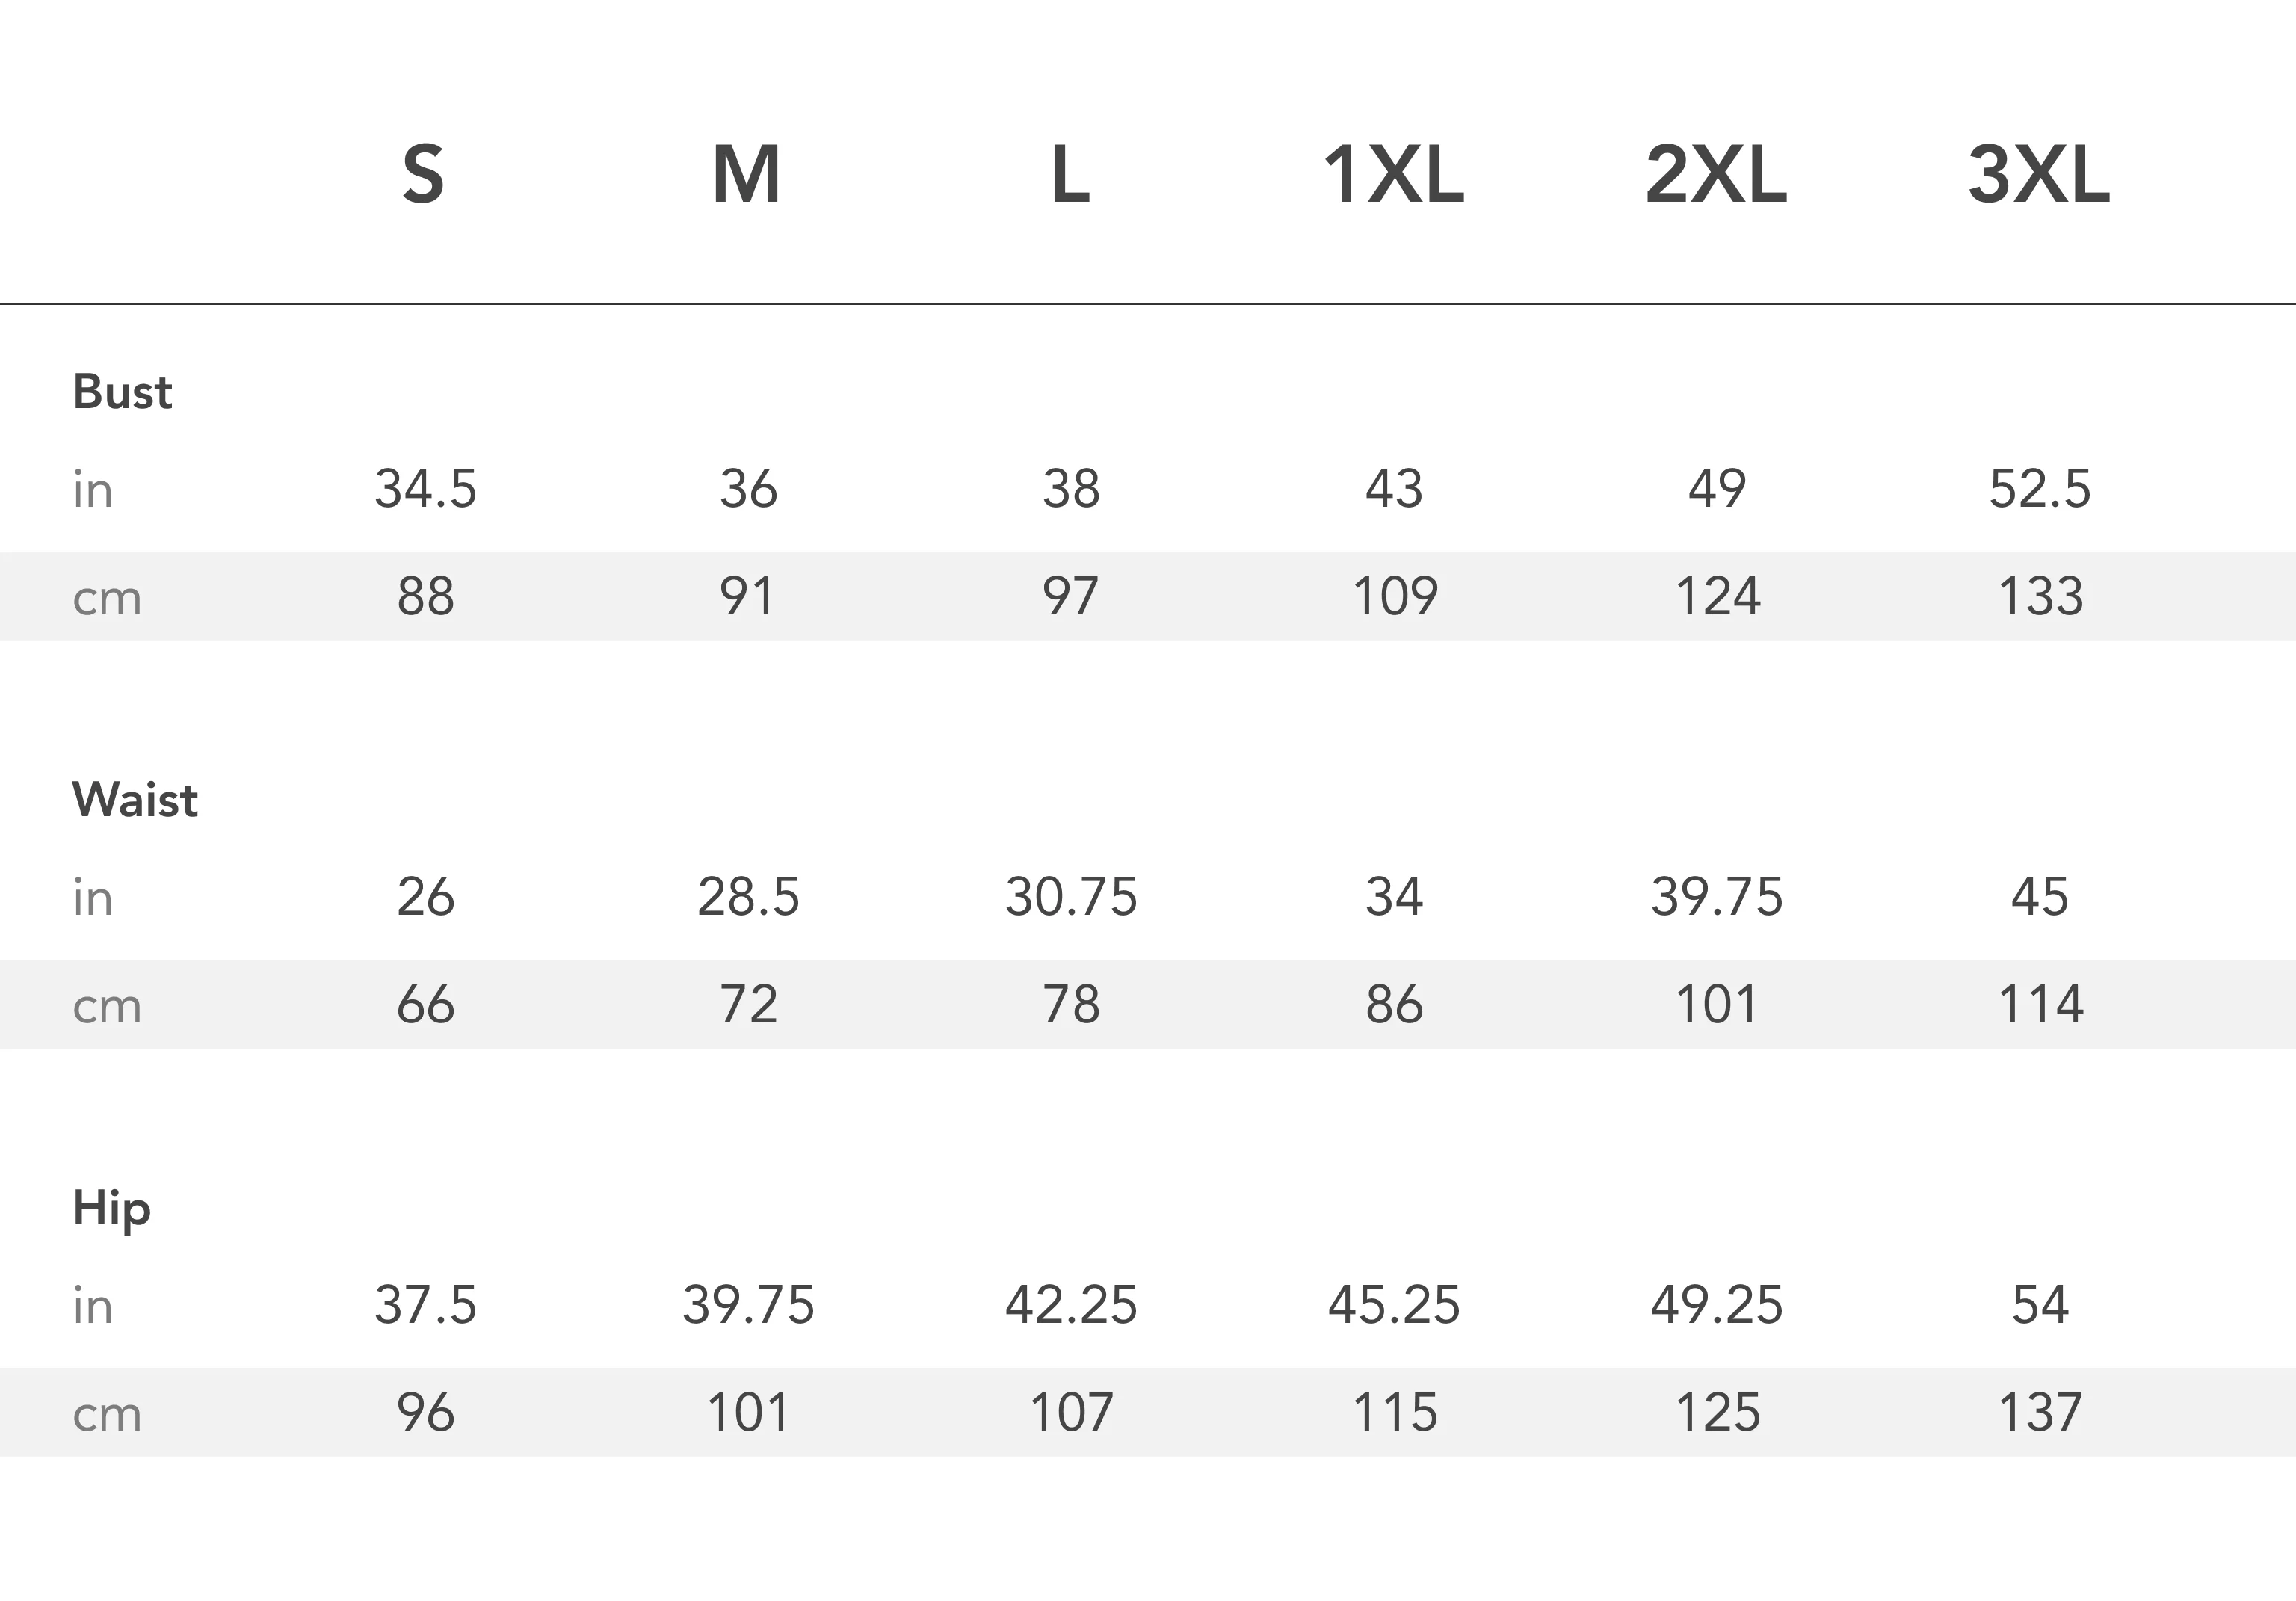 S M L 1XL 2XL 3XL
Bust
in 34.5 36 38 43 49 52.5
cm 88 91 97 109 124 133
Waist
in 26 28.5 30.75 34 39.75 45
cm 66 72 78 86 101 114
Hip
in 37.5 39.75 42.25 45.25 49.25 54
cm 96 101 107 115 125 137